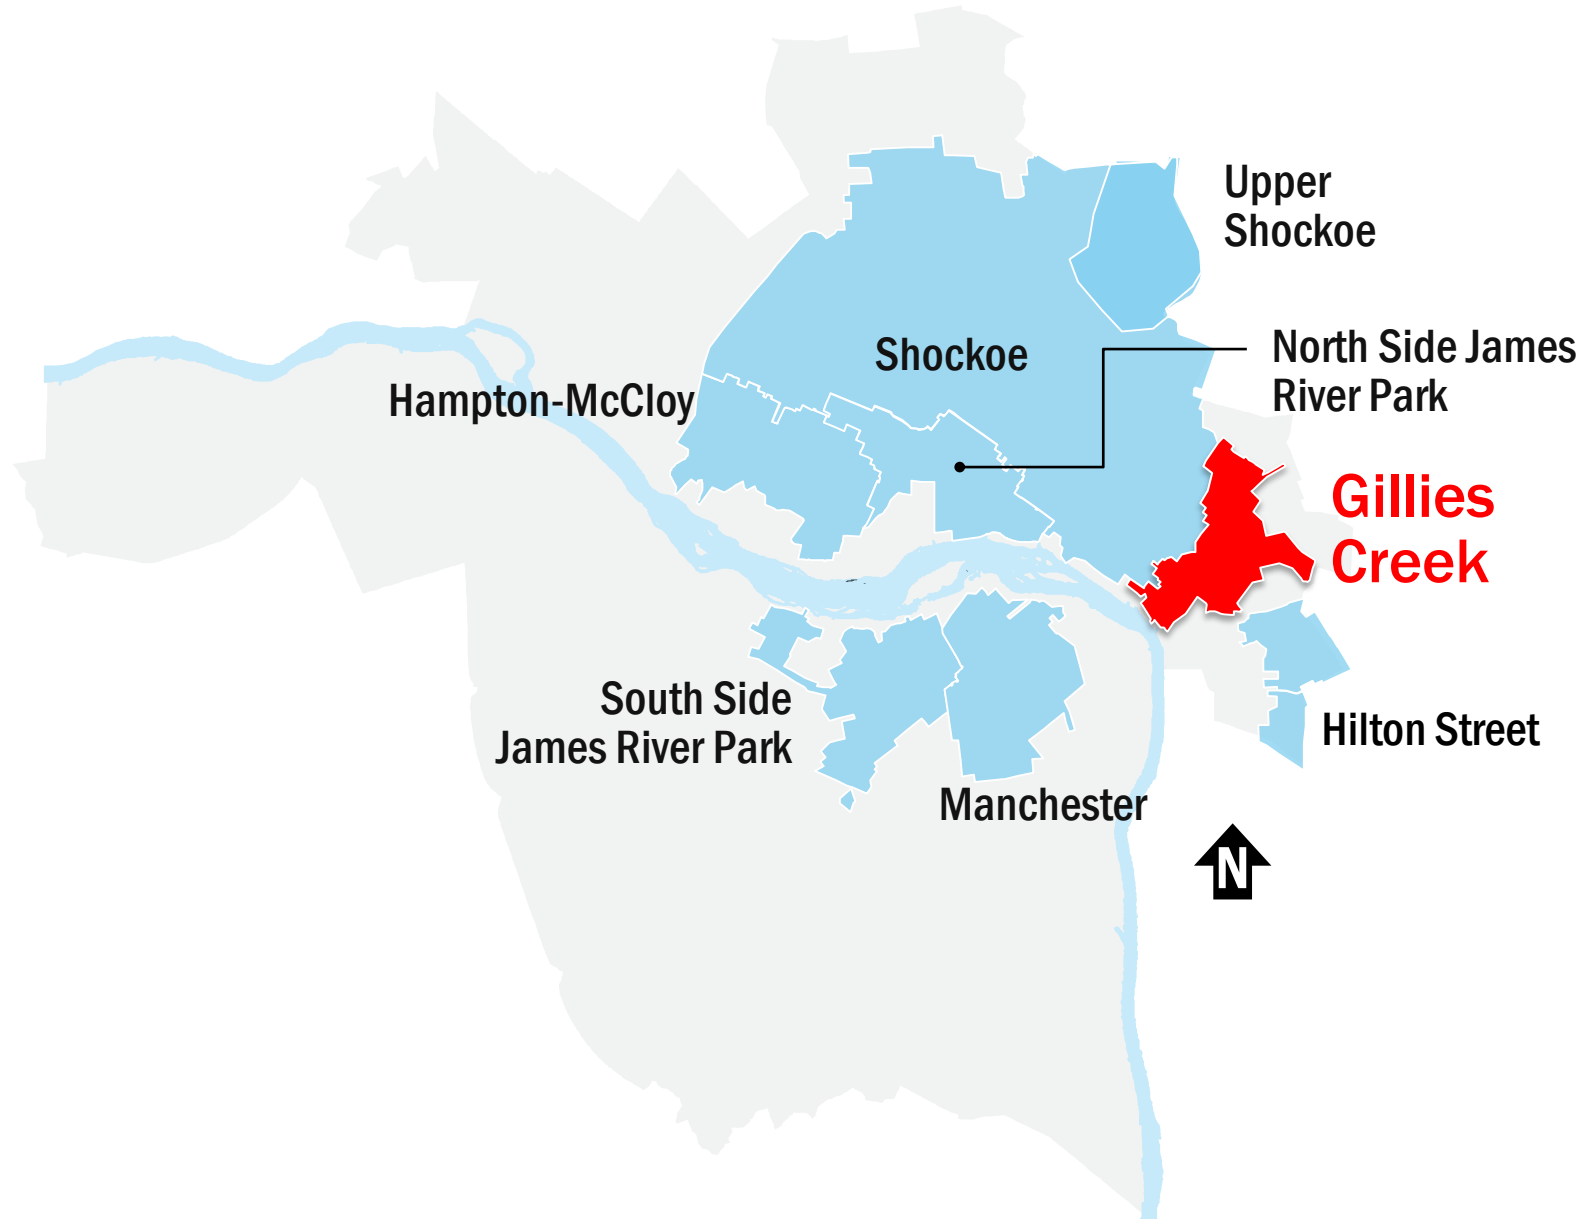 Upper
Shockoe
North Side James
River Park
Shockoe
Hampton-McCloy
Gillies
Creek
South Side
James River Park
Hilton Street
Manchester
N